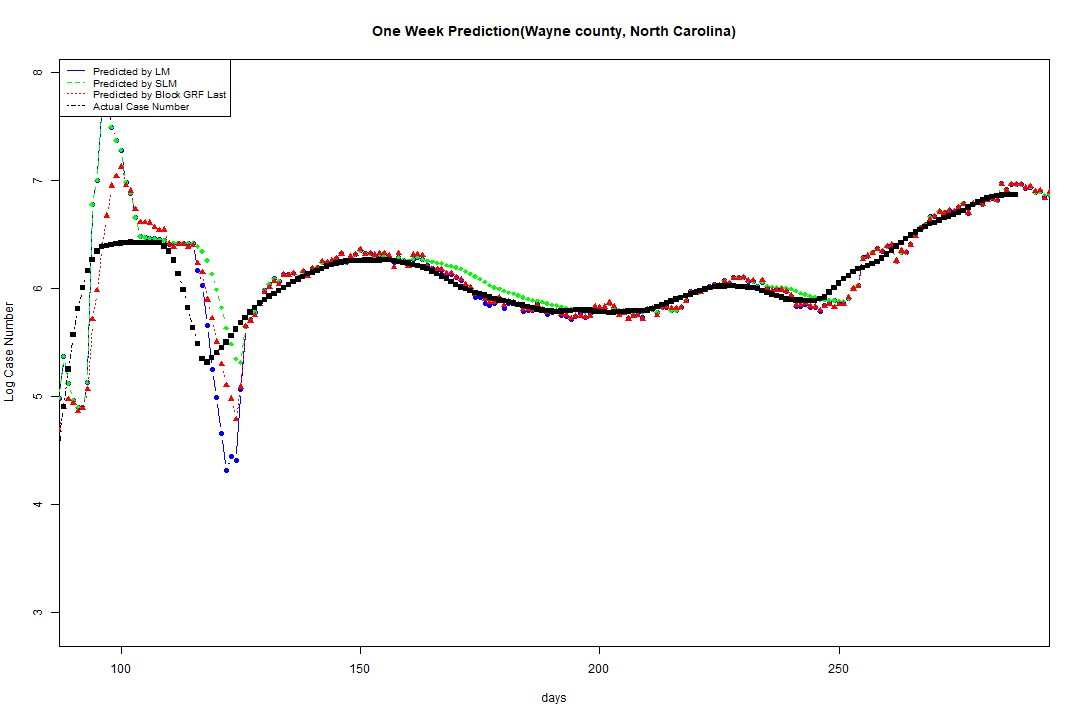 One Week Prediction(Wayne county, North Carolina)
Predicted by LM
Predicted by SLM
Predicted by Block GRF Last
Actual Case Number
Log Case Number
8
7
6
5
4
3
100 150 200 250
days